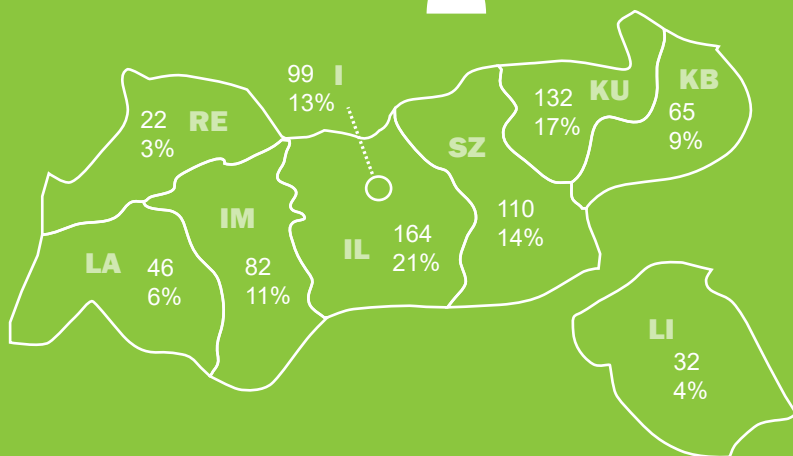 99 I
13%
22 RE
3%
132 KU
17%
KB
65
9%
SZ
110
14%
IM
82
11%
IL 164
21%
LA 46
6%
LI
32
4%